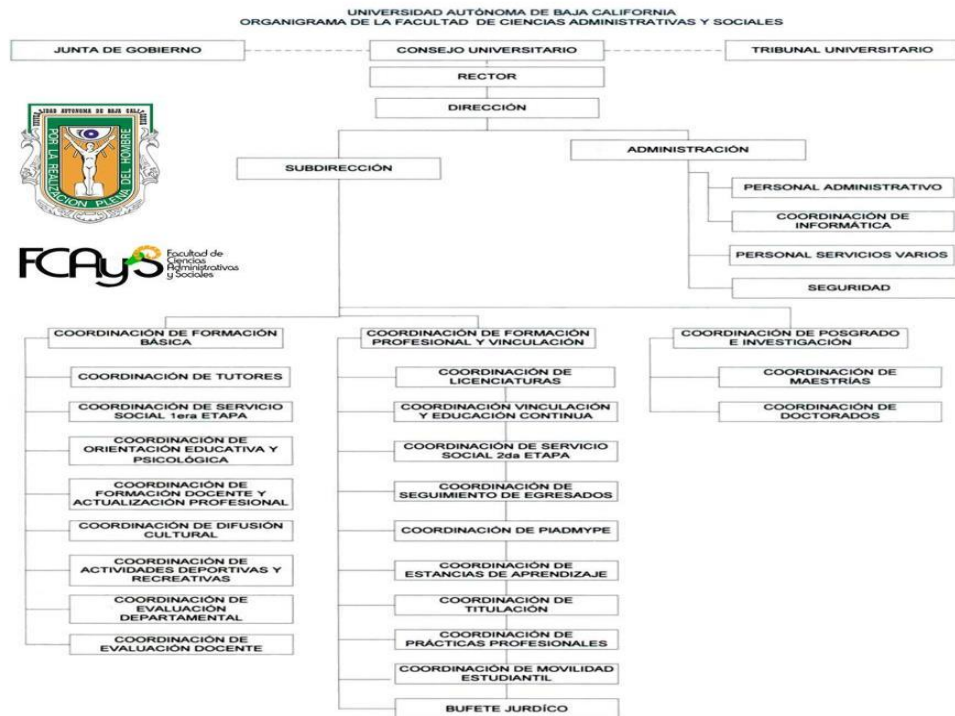 UNIVERSIDAD AUTÓNOMA DE BAJA CALIFORNIA
ORGANIGRAMA DE LA FACULTAD DE CIENCIAS ADMINISTRATIVAS Y SOCIALES
JUNTA DE GOBIERNO
CONSEJO UNIVERSITARIO
TRIBUNAL UNIVERSITARIO
RECTOR
DIRECCIÓN
SUBDIRECCIÓN
ADMINISTRACIÓN
PERSONAL ADMINISTRATIVO
COORDINACIÓN DE
INFORMÁTICA
PERSONAL SERVICIOS VARIOS
SEGURIDAD
POR LA REALIZACION PLENA DEL HOMBRE
FCAyS
Facultad de
Ciencias
Administrativas
y Sociales
COORDINACIÓN DE FORMACIÓN
BÁSICA
COORDINACIÓN DE TUTORES
COORDINACIÓN DE SERVICIO
SOCIAL 1era ETAPA
COORDINACIÓN DE
ORIENTACIÓN EDUCATIVA Y
PSICOLÓGICA
COORDINACIÓN DE
FORMACIÓN DOCENTE Y
ACTUALIZACIÓN PROFESIONAL
COORDINACIÓN DE DIFUSIÓN
CULTURAL
COORDINACIÓN DE
ACTIVIDADES DEPORTIVAS Y
RECREATIVAS
COORDINACIÓN DE
EVALUACIÓN
DEPARTAMENTAL
COORDINACIÓN DE
EVALUACIÓN DOCENTE
COORDINACIÓN DE FORMACIÓN
PROFESIONAL Y VINCULACIÓN
COORDINACIÓN DE
LICENCIATURAS
COORDINACIÓN VINCULACIÓN
Y EDUCACIÓN CONTINUA
COORDINACIÓN DE SERVICIO
SOCIAL 2da ETAPA
COORDINACIÓN DE
SEGUIMIENTO DE EGRESADOS
COORDINACIÓN DE PIADMYPE
COORDINACIÓN DE
ESTANCIAS DE APRENDIZAJE
COORDINACIÓN DE
TITULACIÓN
COORDINACIÓN DE
PRÁCTICAS PROFESIONALES
COORDINACIÓN DE MOVILIDAD
ESTUDIANTIL
BUFETE JURDÍCO
COORDINACIÓN DE POSGRADO
E INVESTIGACIÓN
COORDINACIÓN DE
MAESTRÍAS
COORDINACIÓN DE
DOCTORADOS